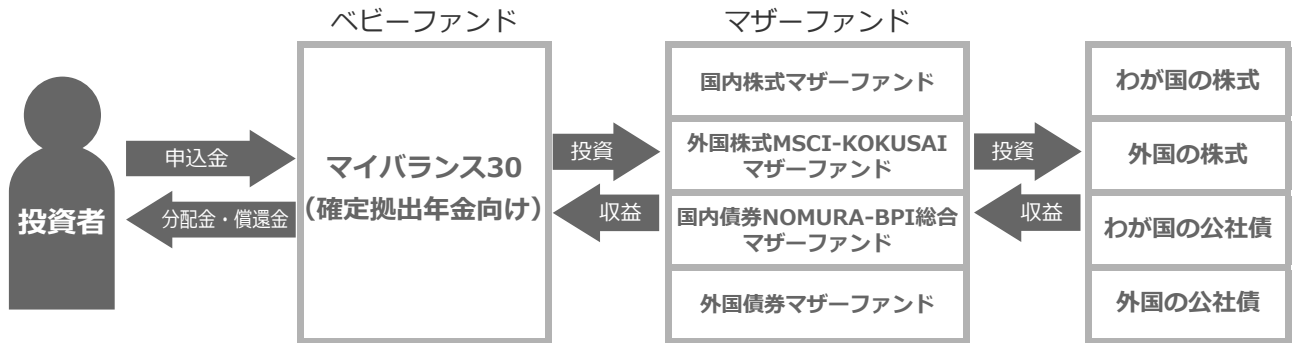 ベビーファンド
マザーファンド
投資者
申込金
分配金・償還金
マイバランス30
（確定拠出年金向け）
投資
収益
国内株式マザーファンド
外国株式MSCI-KOKUSAI
マザーファンド
国内債券NOMURA-BPI総合
マザーファンド
外国債券マザーファンド
投資
収益
わが国の株式
外国の株式
わが国の公社債
外国の公社債